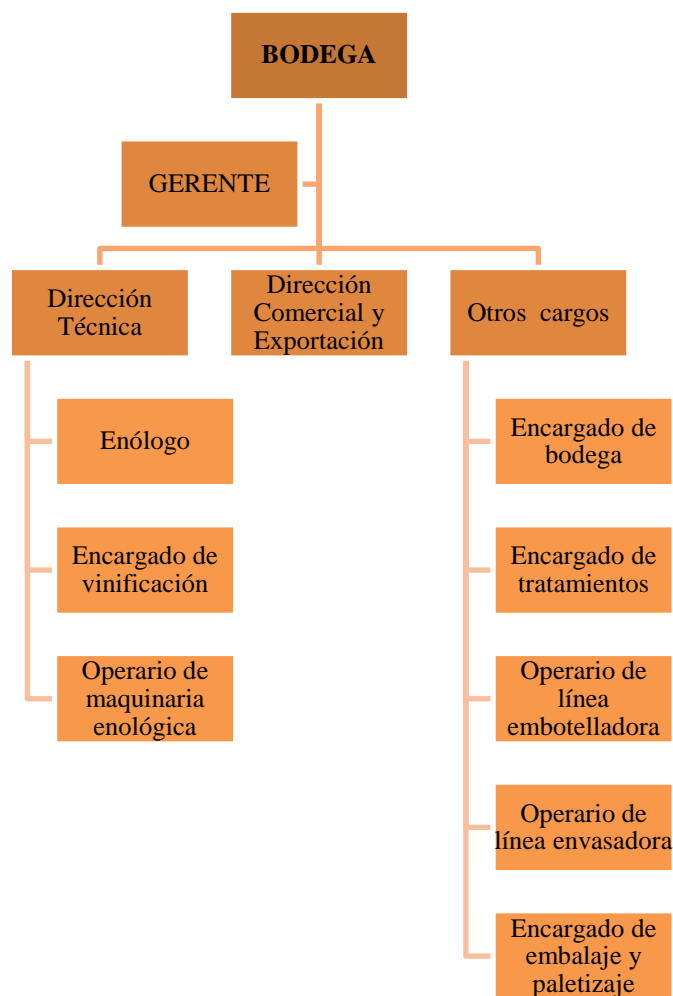 BODEGA
GERENTE
Dirección
Técnica
Dirección
Comercial y
Exportación
Otros cargos
Enólogo
Encargado de
vinificación
Operario de
maquinaria
enológica
Encargado de
bodega
Encargado de
tratamientos
Operario de
línea
embotelladora
Operario de
línea envasadora
Encargado de
embalaje y
paletizaje